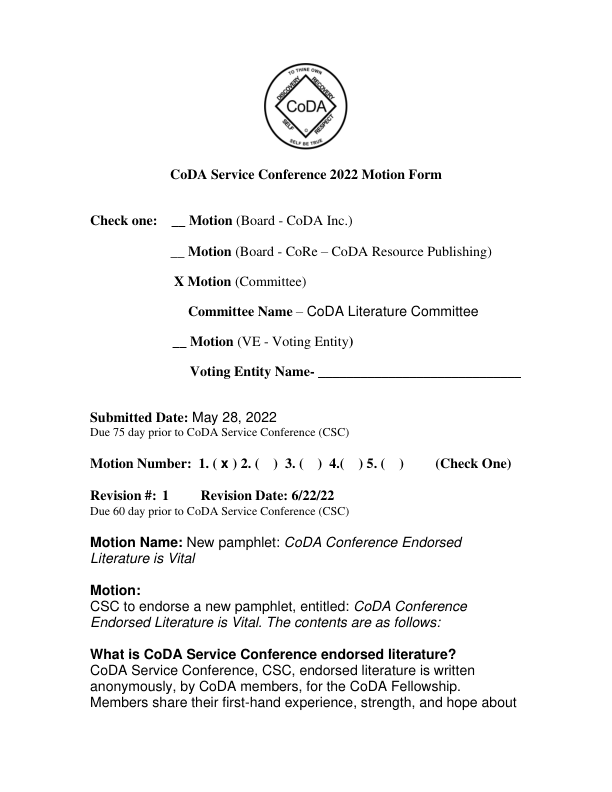 TO THINE OWN
DISCOVERY
RECOVERY
CoDA
SELF
RESPECT
SELF BE TRUE
CoDA Service Conference 2022 Motion Form
Check one: __ Motion (Board - CoDA Inc.)
__ Motion (Board - CoRe – CoDA Resource Publishing)
X Motion (Committee)
Committee Name – CoDA Literature Committee
__ Motion (VE - Voting Entity)
Voting Entity Name- ____________________________
Submitted Date: May 28, 2022
Due 75 day prior to CoDA Service Conference (CSC)
Motion Number: 1. ( x ) 2. ( ) 3. ( ) 4.( ) 5. ( ) (Check One)
Revision #: 1 Revision Date: 6/22/22
Due 60 day prior to CoDA Service Conference (CSC)
Motion Name: New pamphlet: CoDA Conference Endorsed
Literature is Vital
Motion:
CSC to endorse a new pamphlet, entitled: CoDA Conference
Endorsed Literature is Vital. The contents are as follows:
What is CoDA Service Conference endorsed literature?
CoDA Service Conference, CSC, endorsed literature is written
anonymously, by CoDA members, for the CoDA Fellowship.
Members share their first-hand experience, strength, and hope about